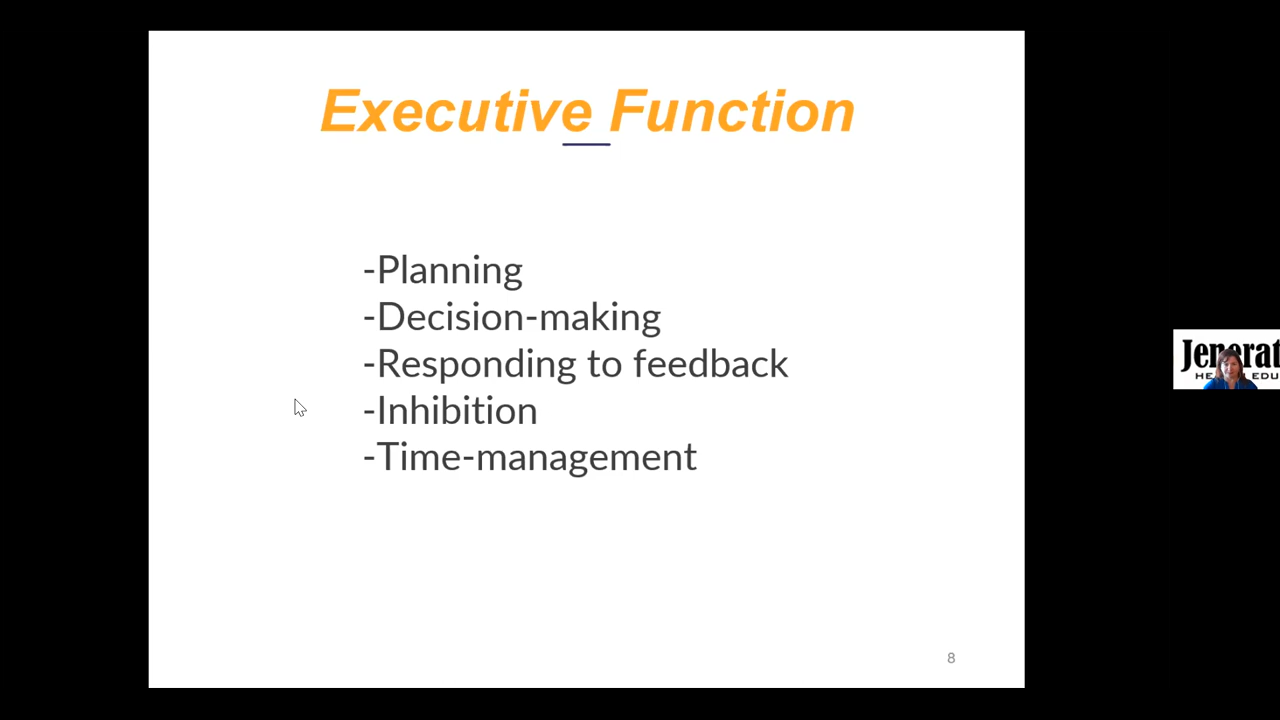 Executive Function
-Planning
-Decision-making
-Responding to feedback
-Inhibition
-Time-management
8